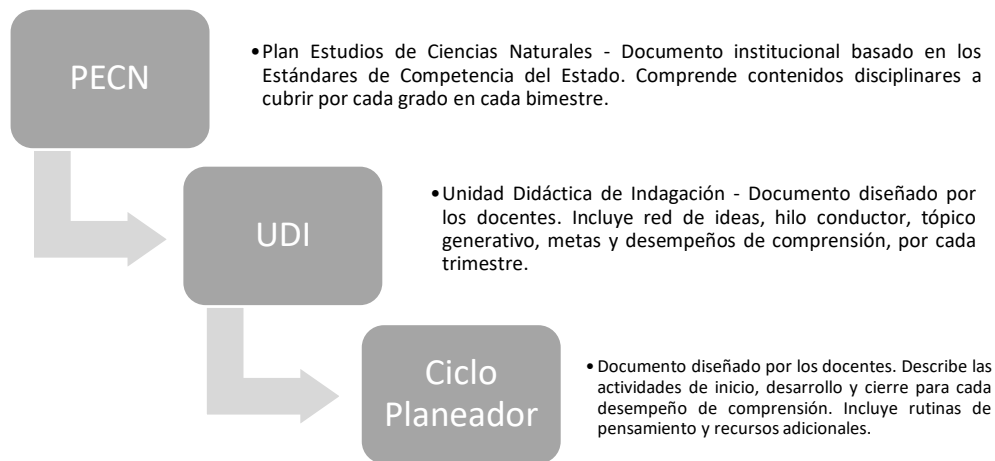 PECN
•Plan Estudios de Ciencias Naturales - Documento institucional basado en los
Estándares de Competencia del Estado. Comprende contenidos disciplinares a
cubrir por cada grado en cada bimestre.
UDI
•Unidad Didáctica de Indagación - Documento diseñado por
los docentes. Incluye red de ideas, hilo conductor, tópico
generativo, metas y desempeños de comprensión, por cada
trimestre.
Ciclo
Planeador
•Documento diseñado por los docentes. Describe las
actividades de inicio, desarrollo y cierre para cada
desempeño de comprensión. Incluye rutinas de
pensamiento y recursos adicionales.